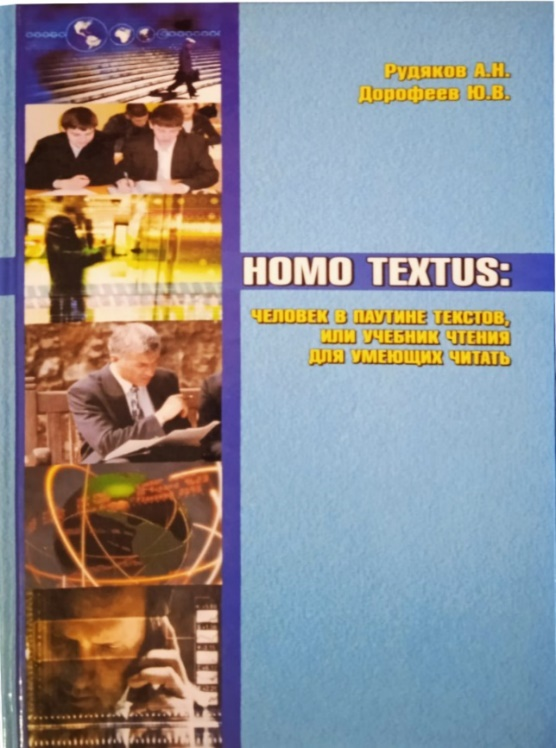 Рудяков А.Н.
Дорофеев Ю.В.
HOMO TEXTUS:
ЧЕЛОВЕК В ПАУТИНЕ ТЕКСТОВ,
ИЛИ УЧЕБНИК ЧТЕНИЯ
ДЛЯ УМЕЮЩИХ ЧИТАТЬ